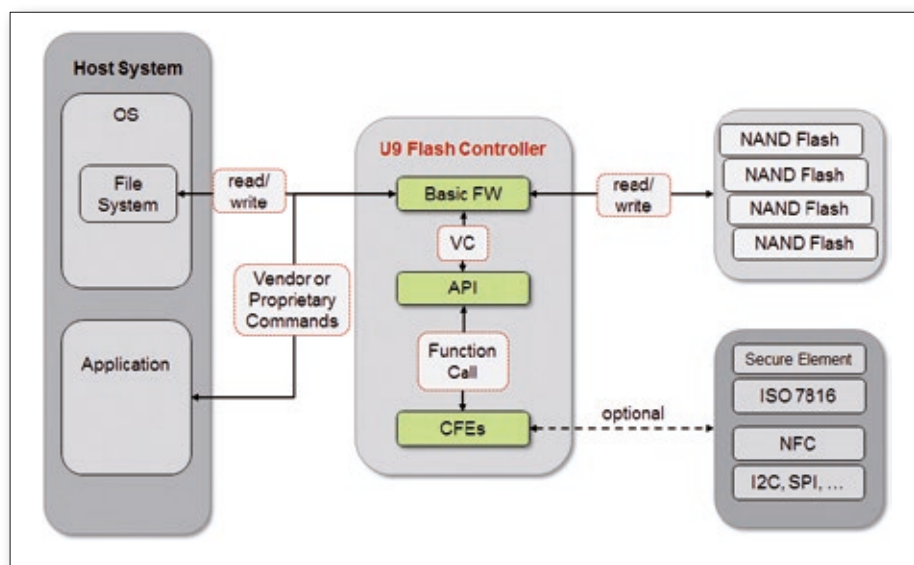 Host System
OS
File
System
read/
write
Vendor or
Proprietary
Commands
Application
U9 Flash Controller
Basic FW
VC
API
Function
Call
CFEs
read/
write
NAND Flash
NAND Flash
NAND Flash
NAND Flash
optional
Secure Element
ISO 7816
NFC
I2C, SPI, ...